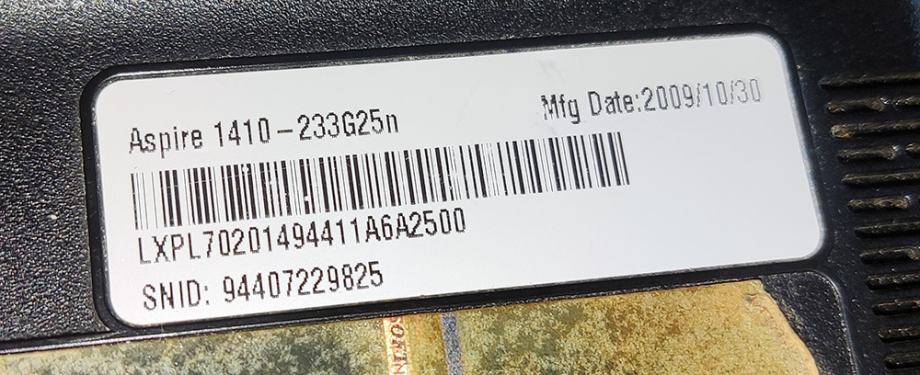 Aspire 1410-233G25n
Mfg Date:2009/10/30
LXPL70201494411A6A2500
SNID: 94407229825